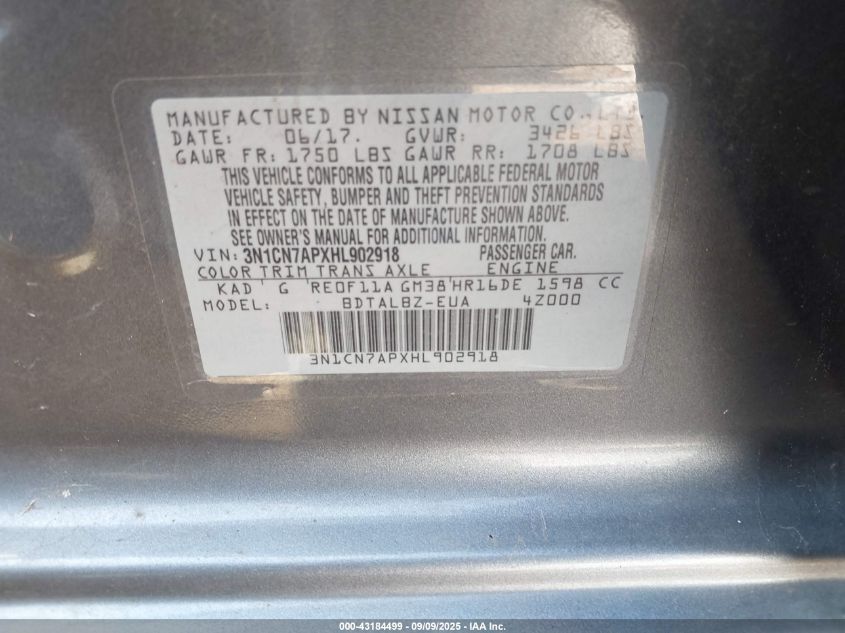 MANUFACTURED BY NISSAN MOTOR CO., LTD.
DATE: 06/17. GVWR: 3426 LBS
GAWR FR: 1750 LBS GAWR RR: 1708 LBS
THIS VEHICLE CONFORMS TO ALL APPLICABLE FEDERAL MOTOR
VEHICLE SAFETY, BUMPER AND THEFT PREVENTION STANDARDS
IN EFFECT ON THE DATE OF MANUFACTURE SHOWN ABOVE.
SEE OWNER'S MANUAL FOR ADDITIONAL INFORMATION.
VIN: 3N1CN7APXHL902918 PASSENGER CAR.
COLOR TRIM TRANS AXLE ENGINE
KAD G RE0F11A GM38 HR16DE 1598 CC
MODEL: BDTALBZ-EUA 4Z000
3N1CN7APXHL902918
000-43184499 | 09/09/2025 - IAA Inc.